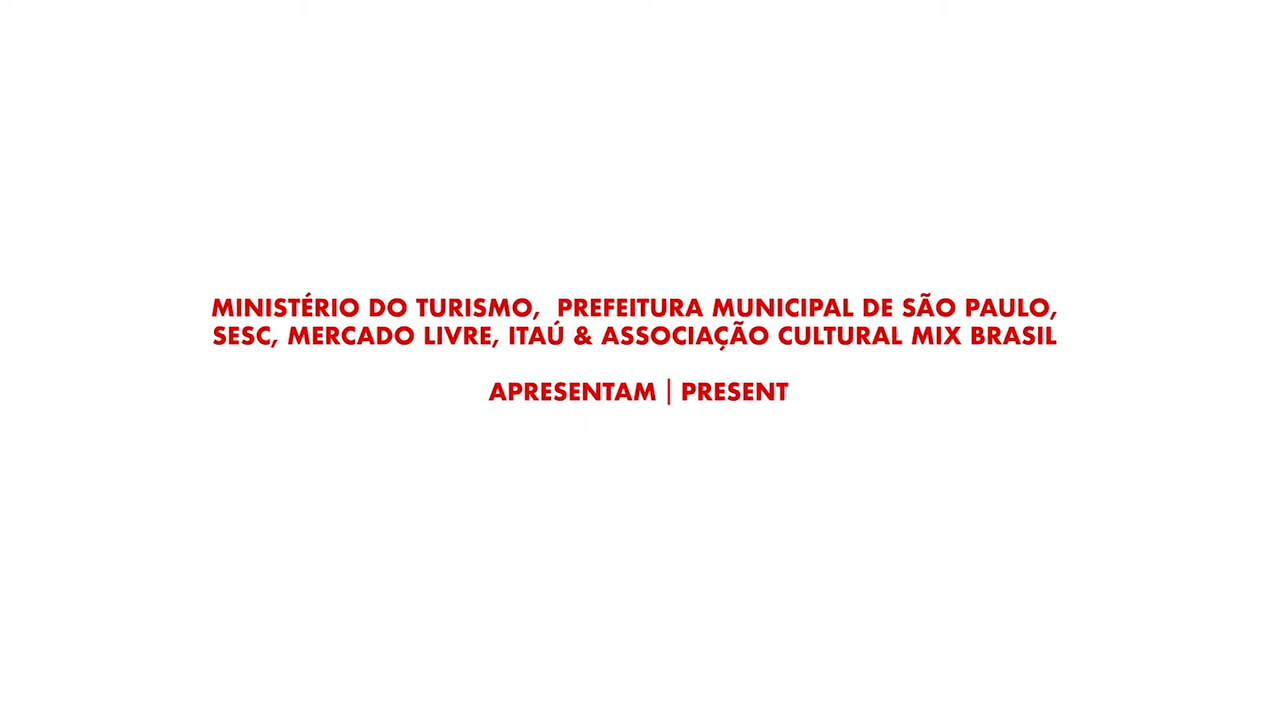 MINISTÉRIO DO TURISMO,  PREFEITURA MUNICIPAL DE SÃO PAULO,
SESC, MERCADO LIVRE, ITAÚ & ASSOCIAÇÃO CULTURAL MIX BRASIL
APRESENTAM | PRESENT